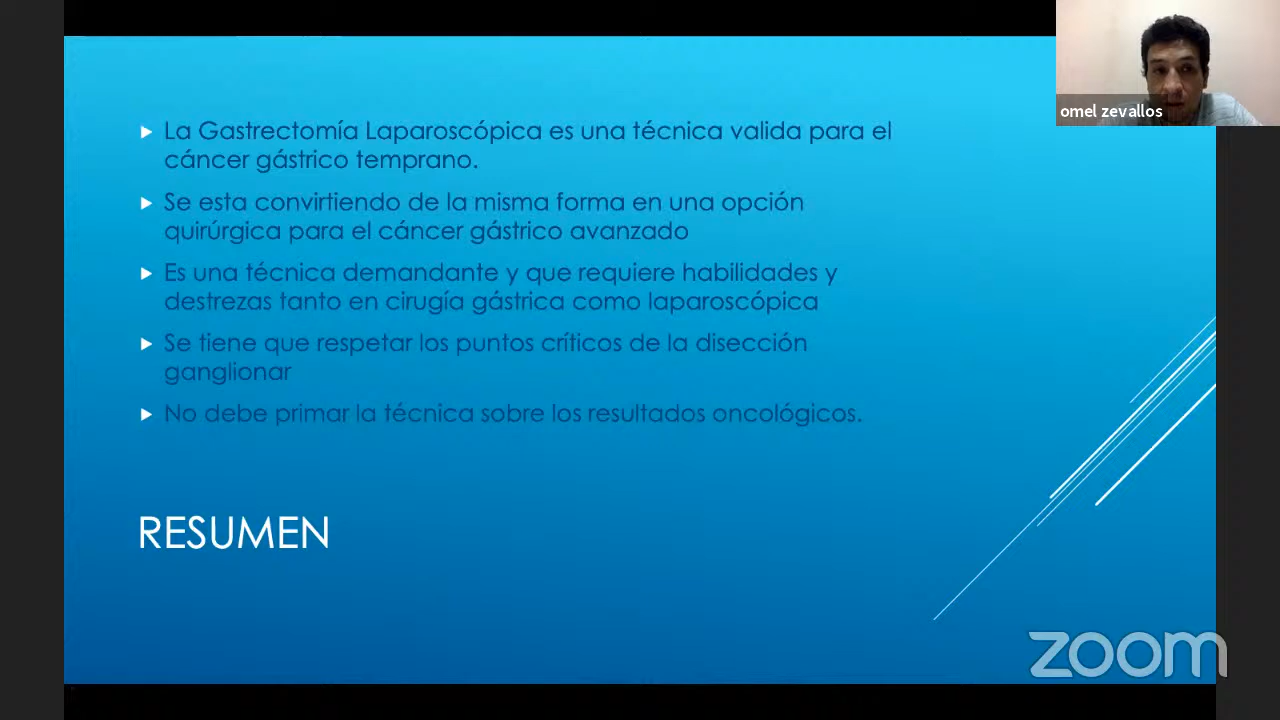 La Gastrectomía Laparoscópica es una técnica valida para el
cáncer gástrico temprano.
Se esta convirtiendo de la misma forma en una opción
quirúrgica para el cáncer gástrico avanzado
Es una técnica demandante y que requiere habilidades y
destrezas tanto en cirugía gástrica como laparoscópica
Se tiene que respetar los puntos críticos de la disección
ganglionar
No debe primar la técnica sobre los resultados oncológicos.
RESUMEN
omel zevallos
zoom